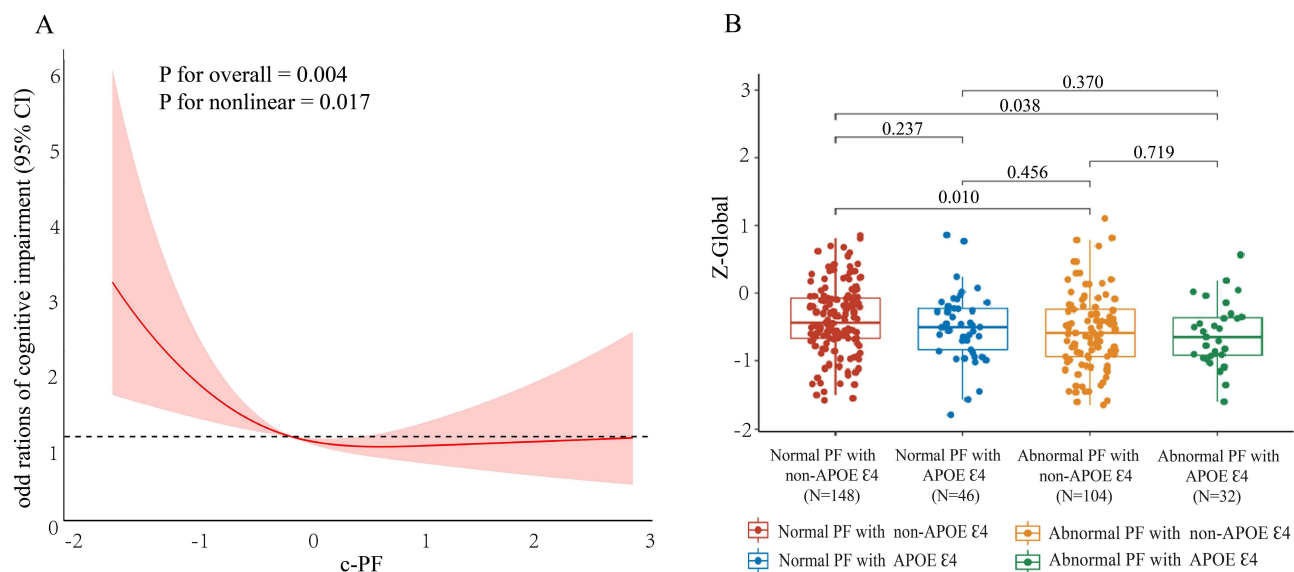 A
P for overall = 0.004
P for nonlinear = 0.017
odd rations of cognitive impairment (95% CI)
6
5
4
3
2
1
0
-2
-1
0
1
2
3
c-PF
B
Z-Global
3
2
1
0
-1
-2
0.370
0.038
0.237
0.719
0.456
0.010
Normal PF with
non-APOE Ɛ4
(N=148)
Normal PF with
APOE Ɛ4
(N=46)
Abnormal PF with
non-APOE Ɛ4
(N=104)
Abnormal PF with
APOE Ɛ4
(N=32)
Normal PF with non-APOE Ɛ4
Abnormal PF with non-APOE Ɛ4
Normal PF with APOE Ɛ4
Abnormal PF with APOE Ɛ4